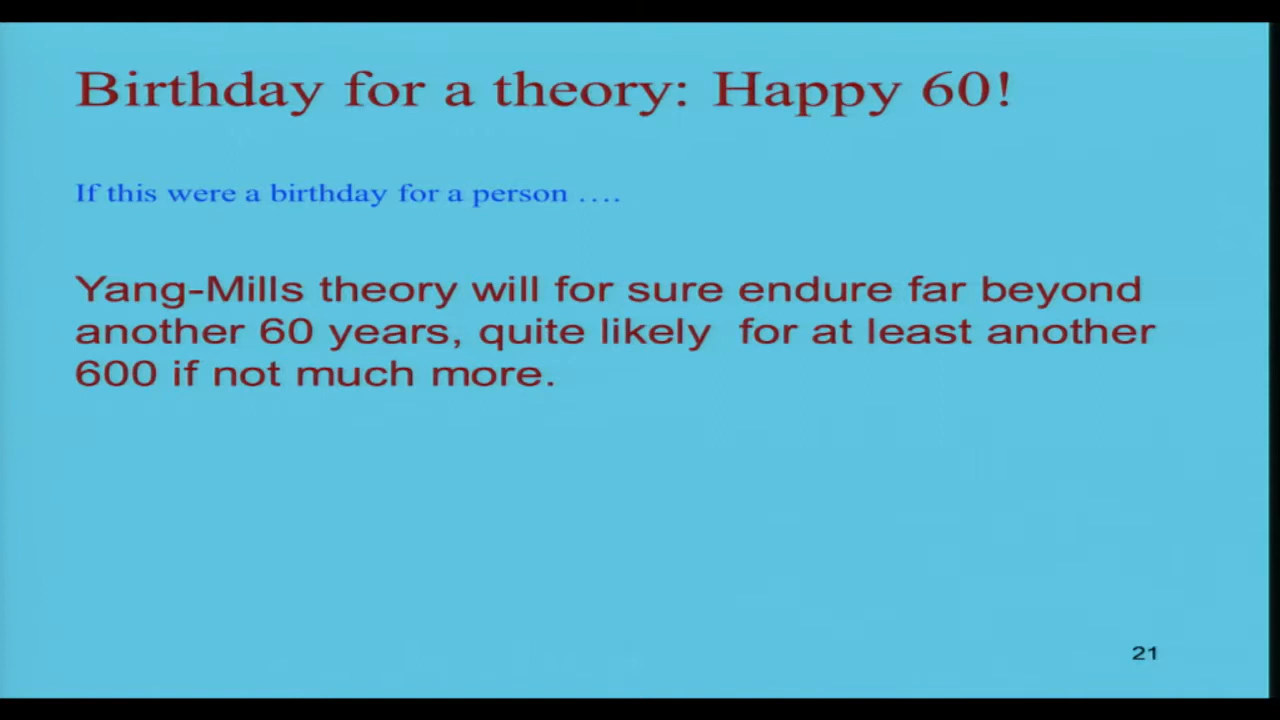 Birthday for a theory: Happy 60!
If this were a birthday for a person ….
Yang-Mills theory will for sure endure far beyond
another 60 years, quite likely for at least another
600 if not much more.
21